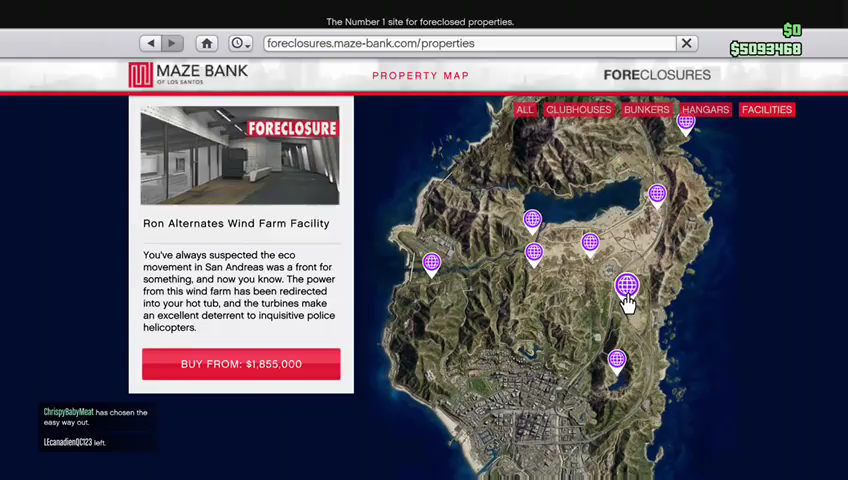 The Number 1 site for foreclosed properties.
$0
$5093468
foreclosures.maze-bank.com/properties
MAZE BANK
OF LOS SANTOS
PROPERTY MAP
FORECLOSURES
ALL
CLUBHOUSES
BUNKERS
HANGARS
FACILITIES
FORECLOSURE
Ron Alternates Wind Farm Facility
You've always suspected the eco
movement in San Andreas was a front for
something, and now you know. The power
from this wind farm has been redirected
into your hot tub, and the turbines make
an excellent deterrent to inquisitive police
helicopters.
BUY FROM: $1,855,000
ChrispyBabyMeat has chosen the
easy way out.
LEcanadienQC123 left.